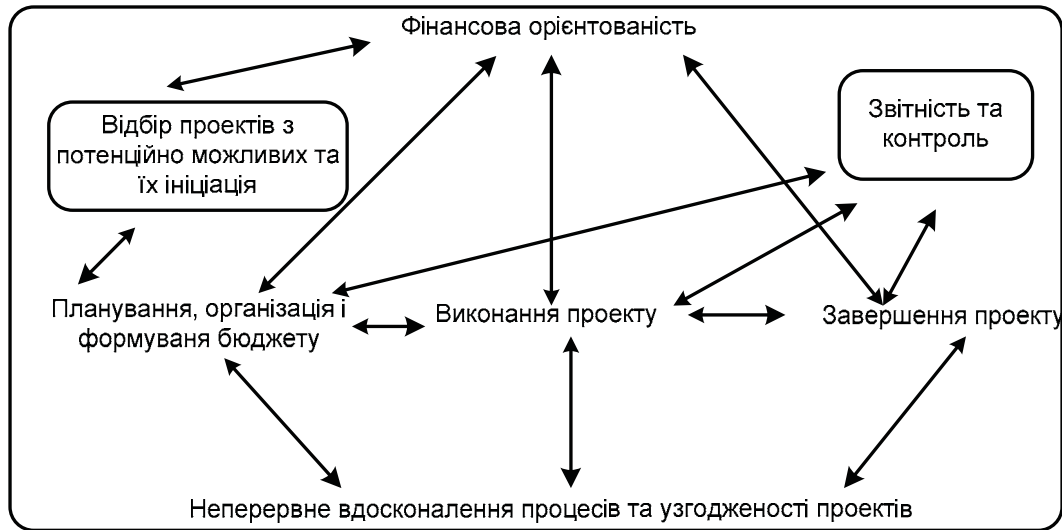 Фінансова орієнтованість
Відбір проектів з
потенційно можливих та
їх ініціація
Звітність та
контроль
Планування, організація і
формуваня бюджету
Виконання проекту
Завершення проекту
Неперервне вдосконалення процесів та узгодженості проектів